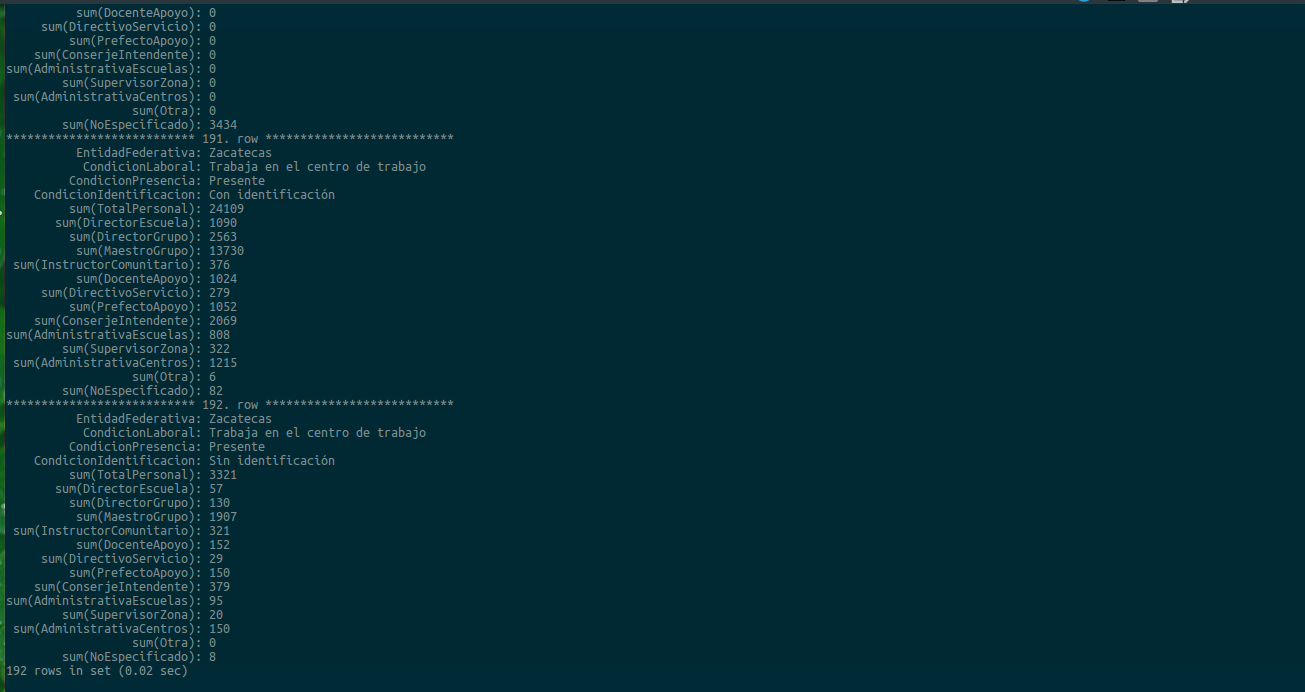 sum(DocenteApoyo): 0
sum(DirectivoServicio): 0
sum(PrefectoApoyo): 0
sum(ConserjeIntendente): 0
sum(AdministrativaEscuelas): 0
sum(SupervisorZona): 0
sum(AdministrativaCentros): 0
sum(Otra): 0
sum(NoEspecificado): 3434
*************************** 191. row ***************************
EntidadFederativa: Zacatecas
CondicionLaboral: Trabaja en el centro de trabajo
CondicionPresencia: Presente
CondicionIdentificacion: Con identificación
sum(TotalPersonal): 24109
sum(DirectorEscuela): 1090
sum(DirectorGrupo): 2563
sum(MaestroGrupo): 13730
sum(InstructorComunitario): 376
sum(DocenteApoyo): 1024
sum(DirectivoServicio): 279
sum(PrefectoApoyo): 1052
sum(ConserjeIntendente): 2069
sum(AdministrativaEscuelas): 808
sum(SupervisorZona): 322
sum(AdministrativaCentros): 1215
sum(Otra): 6
sum(NoEspecificado): 82
*************************** 192. row ***************************
EntidadFederativa: Zacatecas
CondicionLaboral: Trabaja en el centro de trabajo
CondicionPresencia: Presente
CondicionIdentificacion: Sin identificación
sum(TotalPersonal): 3321
sum(DirectorEscuela): 57
sum(DirectorGrupo): 130
sum(MaestroGrupo): 1907
sum(InstructorComunitario): 321
sum(DocenteApoyo): 152
sum(DirectivoServicio): 29
sum(PrefectoApoyo): 150
sum(ConserjeIntendente): 379
sum(AdministrativaEscuelas): 95
sum(SupervisorZona): 20
sum(AdministrativaCentros): 150
sum(Otra): 0
sum(NoEspecificado): 8
192 rows in set (0.02 sec)